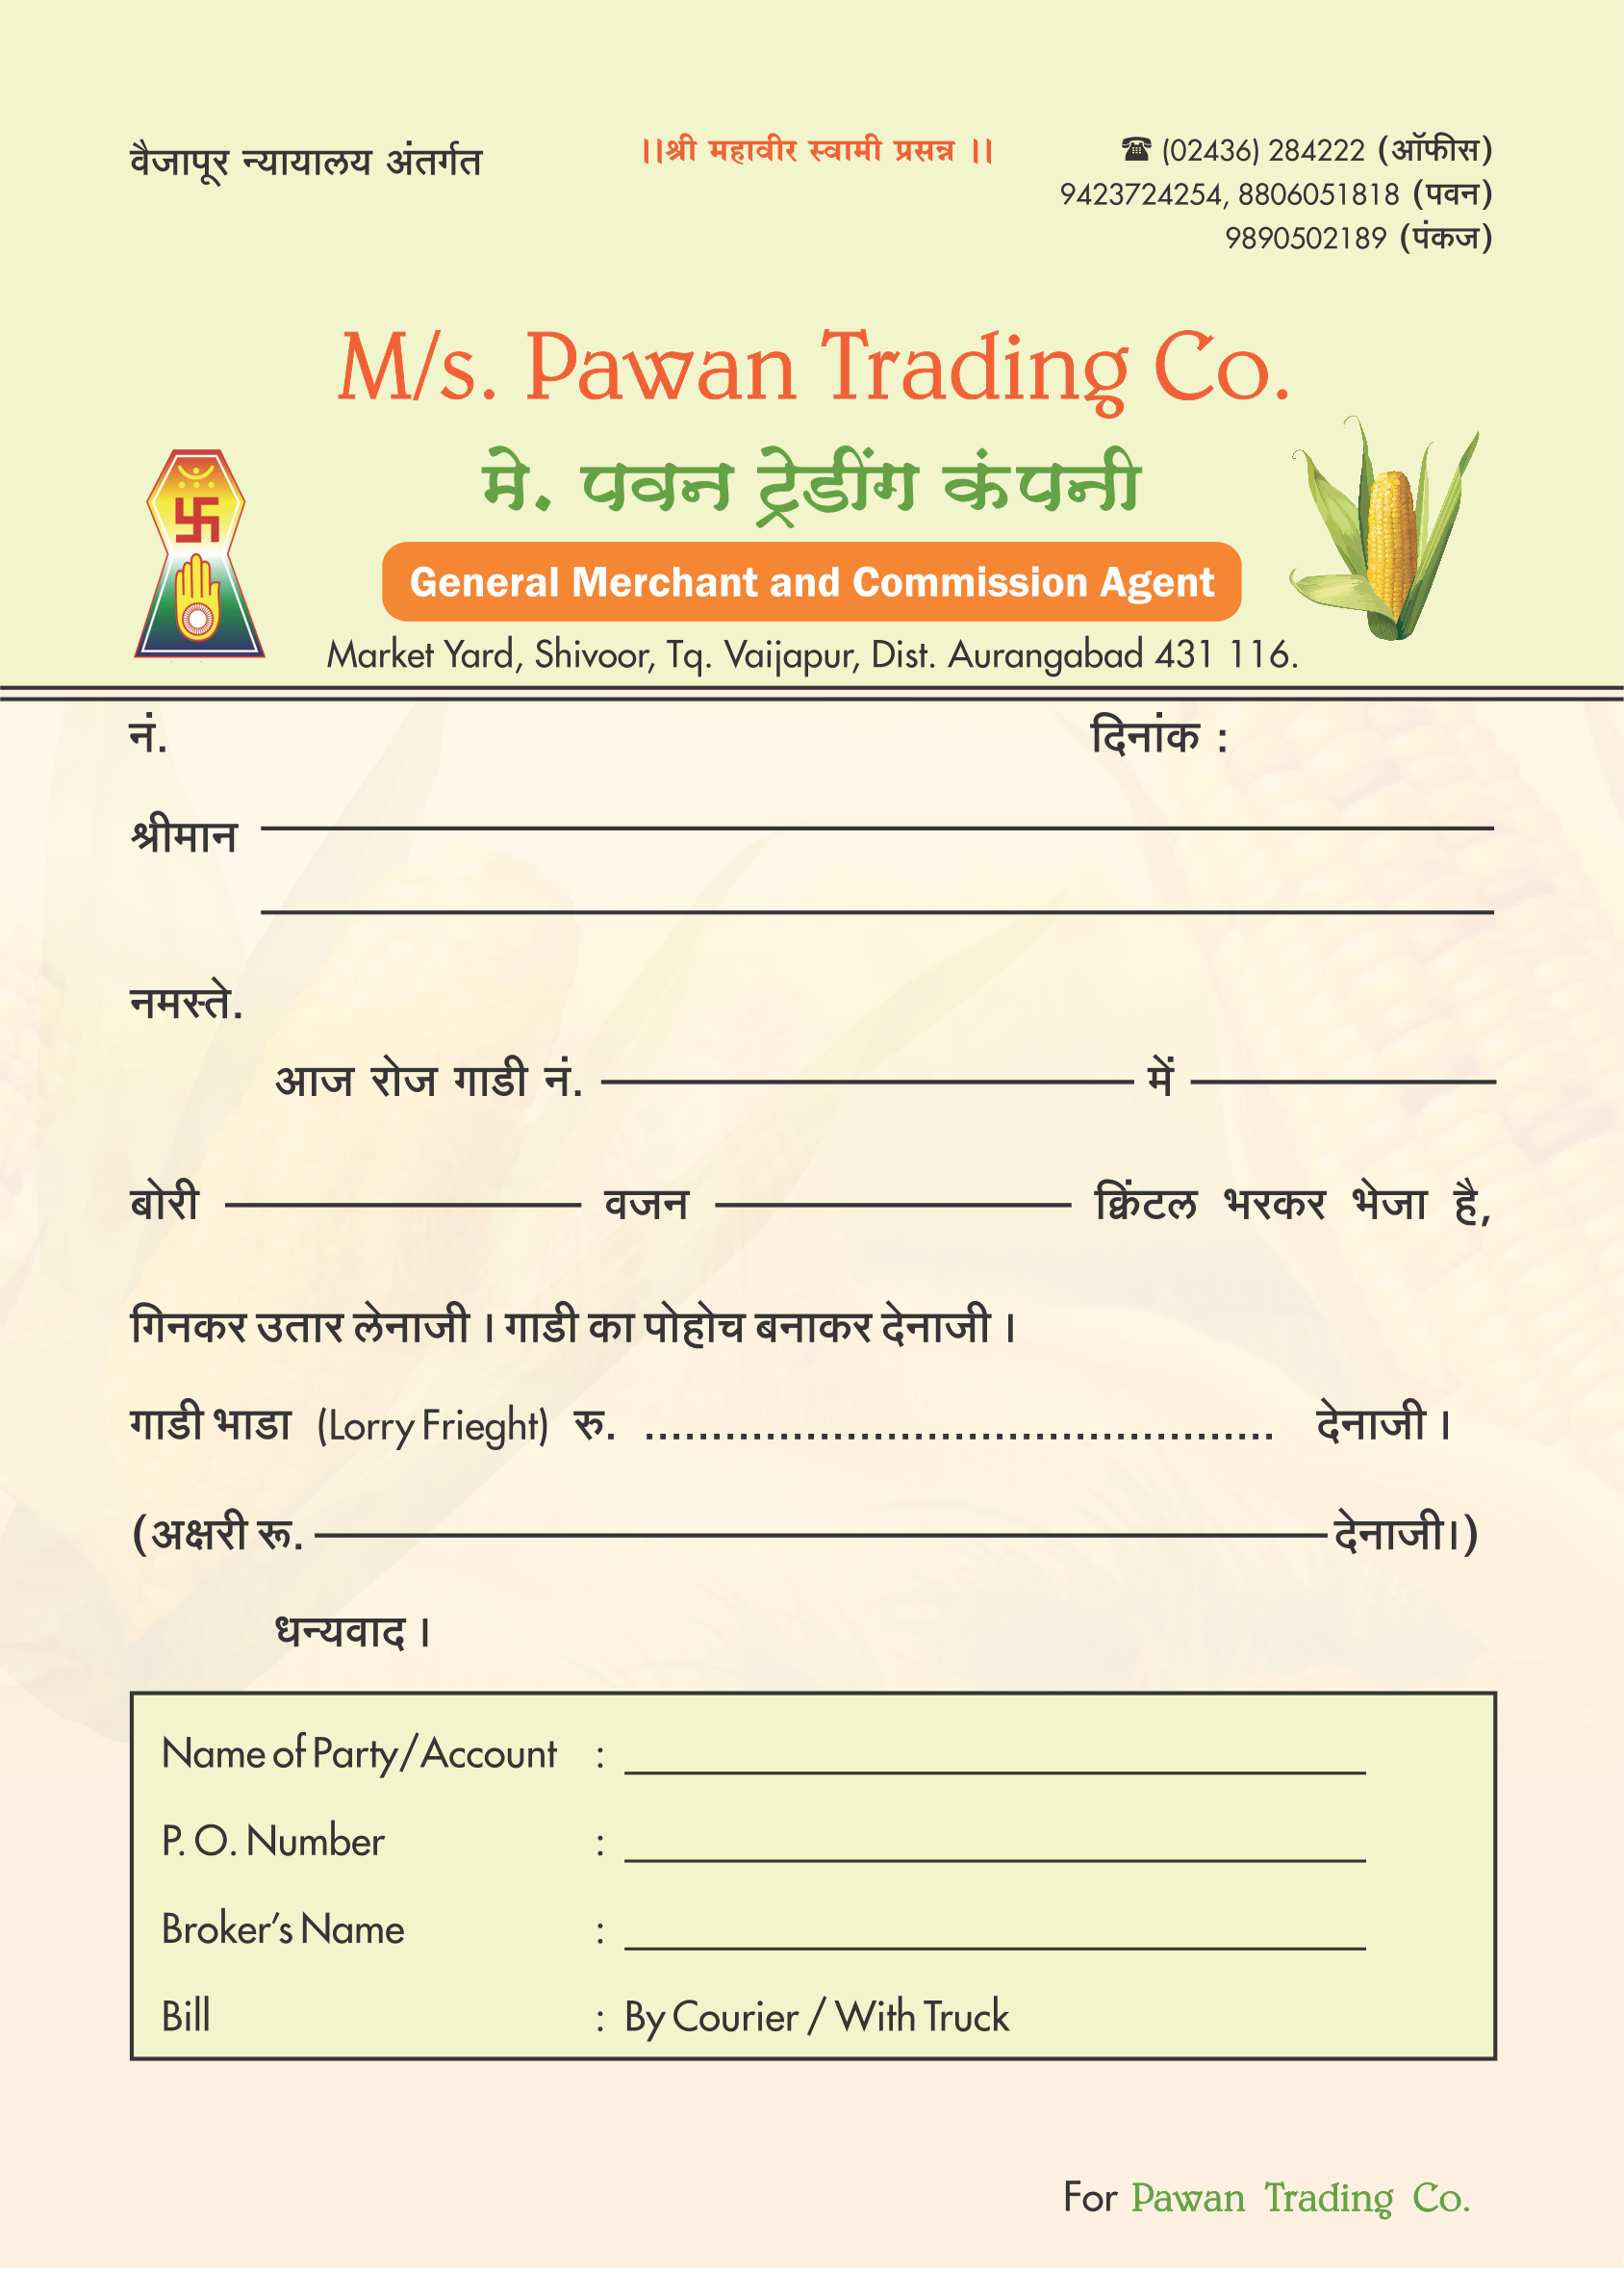 वैजापूर न्यायालय अंतर्गत
।।श्री महावीर स्वामी प्रसन्न ।।
☎ (02436) 284222 (ऑफीस)
9423724254, 8806051818 (पवन)
9890502189 (पंकज)
M/s. Pawan Trading Co.
मे. पवन ट्रेडींग कंपनी
General Merchant and Commission Agent
Market Yard, Shivoor, Tq. Vaijapur, Dist. Aurangabad 431 116.
नं. दिनांक :
श्रीमान
नमस्ते.
आज रोज गाडी नं. में
बोरी वजन क्विंटल भरकर भेजा है,
गिनकर उतार लेनाजी । गाडी का पोहोच बनाकर देनाजी ।
गाडी भाडा (Lorry Frieght) रु. ................................................ देनाजी ।
(अक्षरी रू. देनाजी।)
धन्यवाद ।
Name of Party/Account :
P. O. Number :
Broker's Name :
Bill : By Courier / With Truck
For Pawan Trading Co.